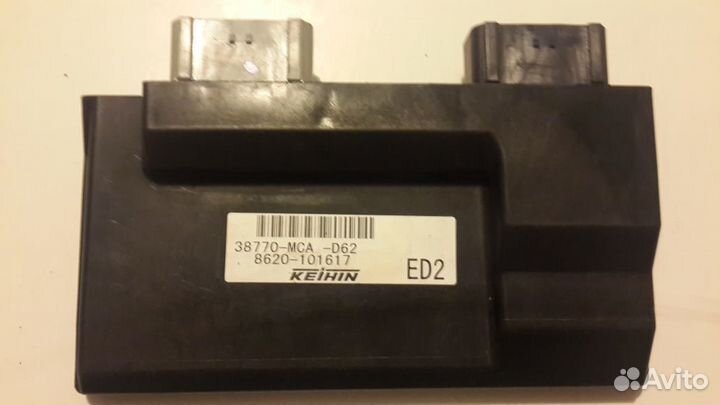 38770-MCA -D62
8620-101617
KEIHIN
ED2
Avito